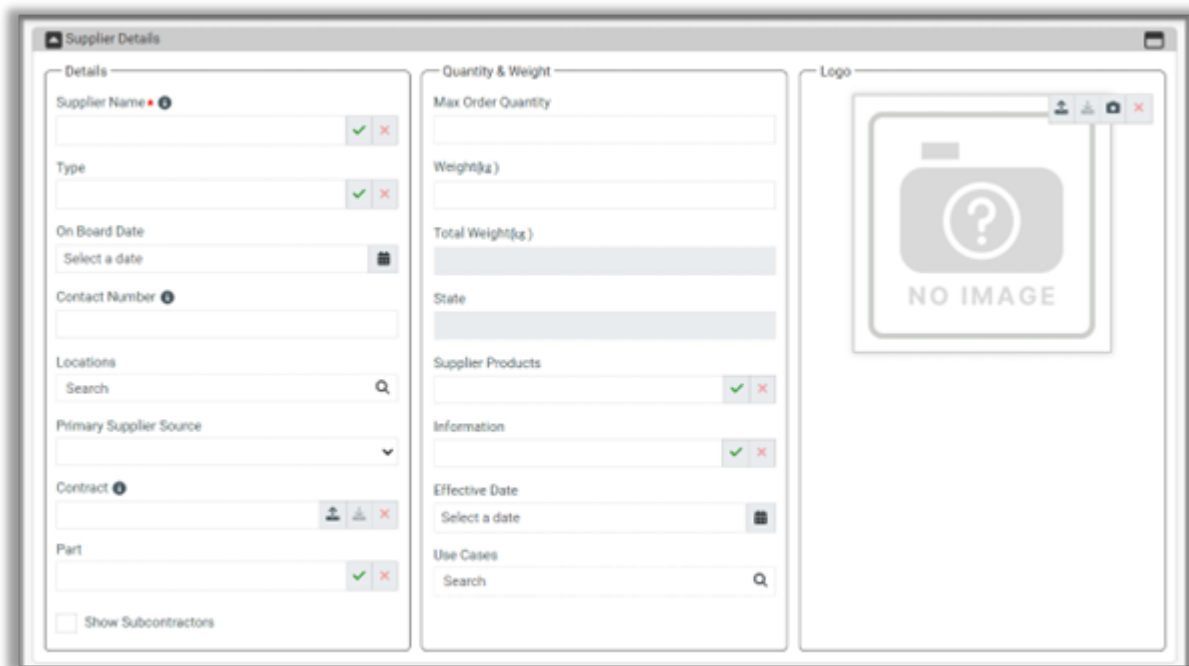 Supplier Details
Details
Supplier Name
Type
On Board Date
Select a date
Contact Number
Locations
Search
Primary Supplier Source
Contract
Part
Show Subcontractors
Quantity & Weight
Max Order Quantity
Weight(kg )
Total Weight(kg )
State
Supplier Products
Information
Effective Date
Select a date
Use Cases
Search
Logo
NO IMAGE